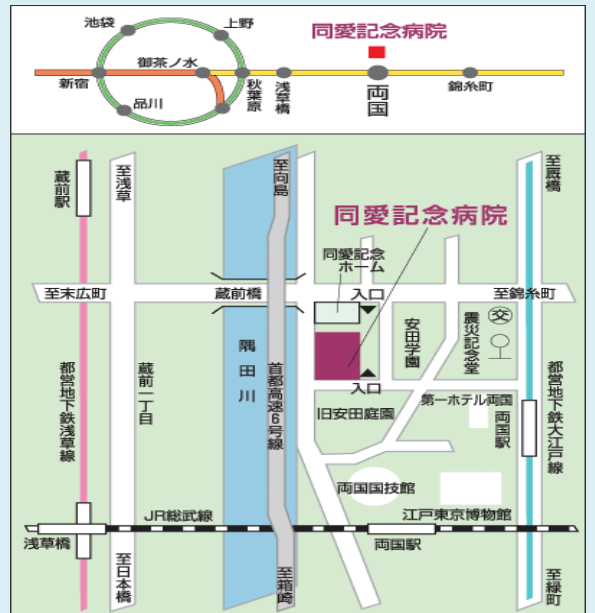 池袋
上野
同愛記念病院
御茶ノ水
新宿
品川
秋葉原
浅草橋
両国
錦糸町
蔵前駅
至浅草
至向島
至厩橋
同愛記念病院
同愛記念ホーム
至末広町
蔵前橋
入口
至錦糸町
安田学園
震災記念堂
交
都営地下鉄浅草線
蔵前一丁目
隅田川
首都高速6号線
入口
旧安田庭園
第一ホテル両国
両国駅
都営地下鉄大江戸線
両国国技館
JR総武線
江戸東京博物館
浅草橋
両国駅
至日本橋
至箱崎
至緑町